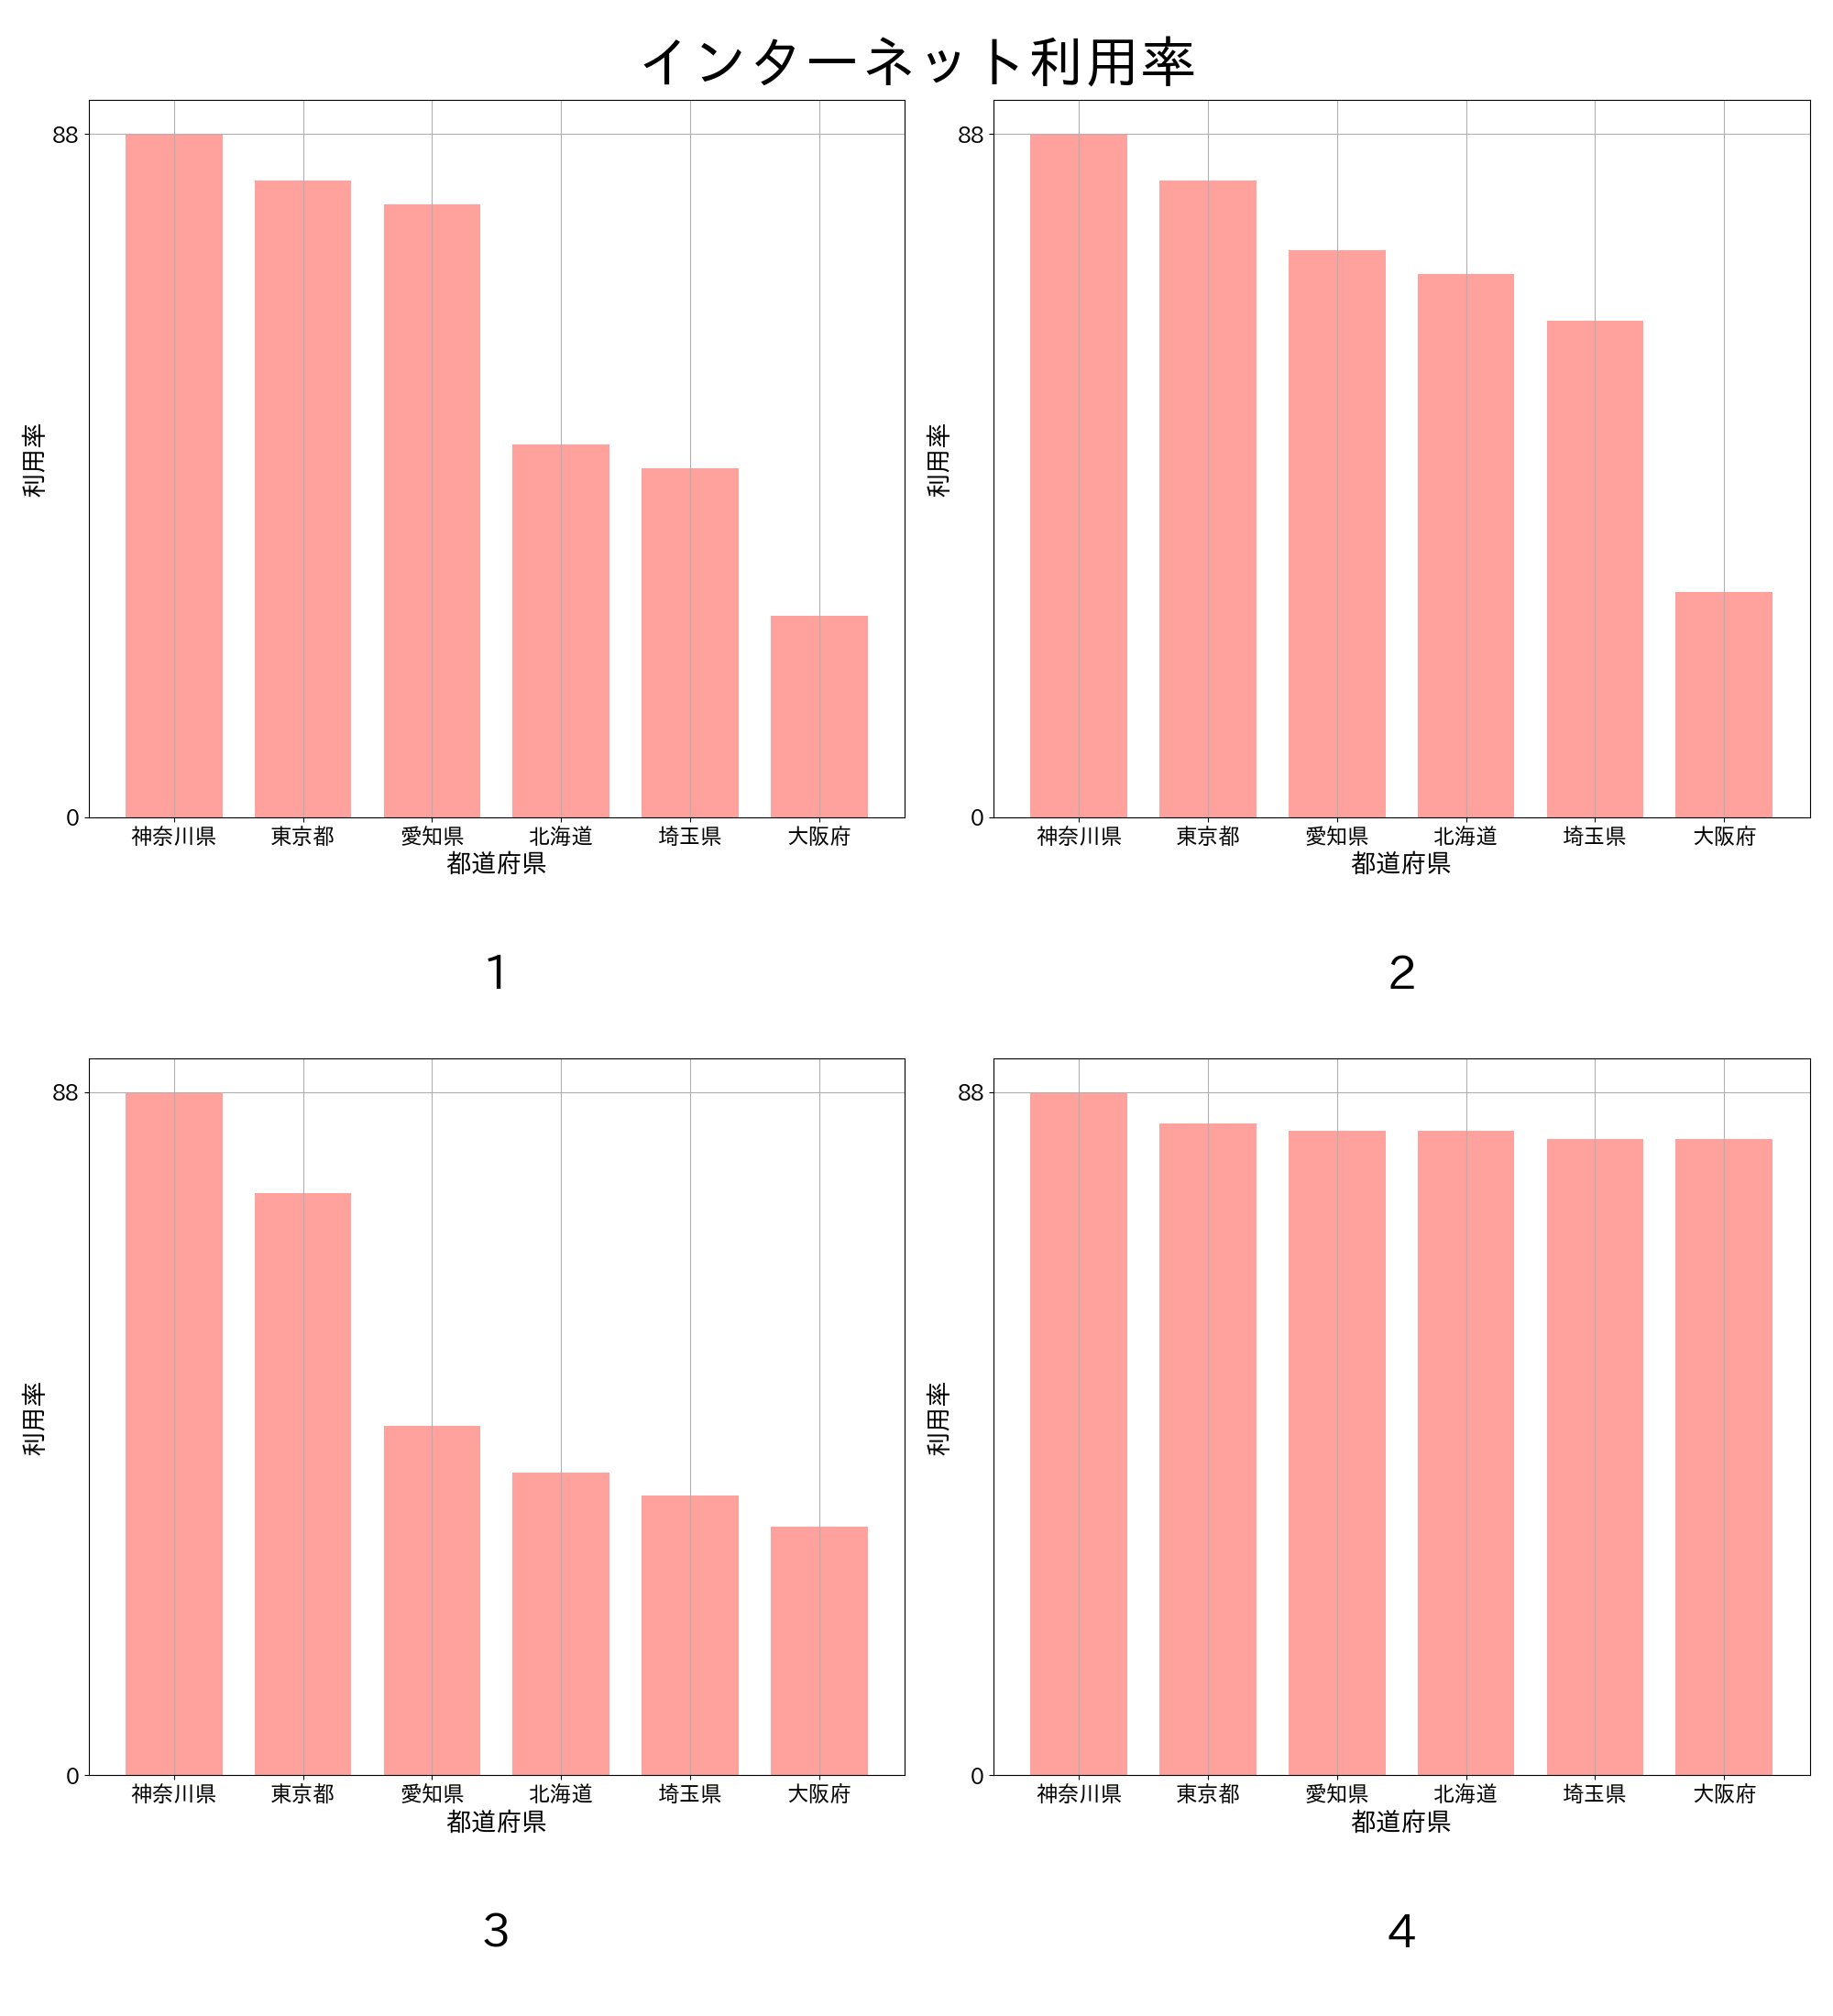 インターネット利用率
88
0
利用率
神奈川県 東京都 愛知県 北海道 埼玉県 大阪府
都道府県
1
88
0
利用率
神奈川県 東京都 愛知県 北海道 埼玉県 大阪府
都道府県
2
88
0
利用率
神奈川県 東京都 愛知県 北海道 埼玉県 大阪府
都道府県
3
88
0
利用率
神奈川県 東京都 愛知県 北海道 埼玉県 大阪府
都道府県
4